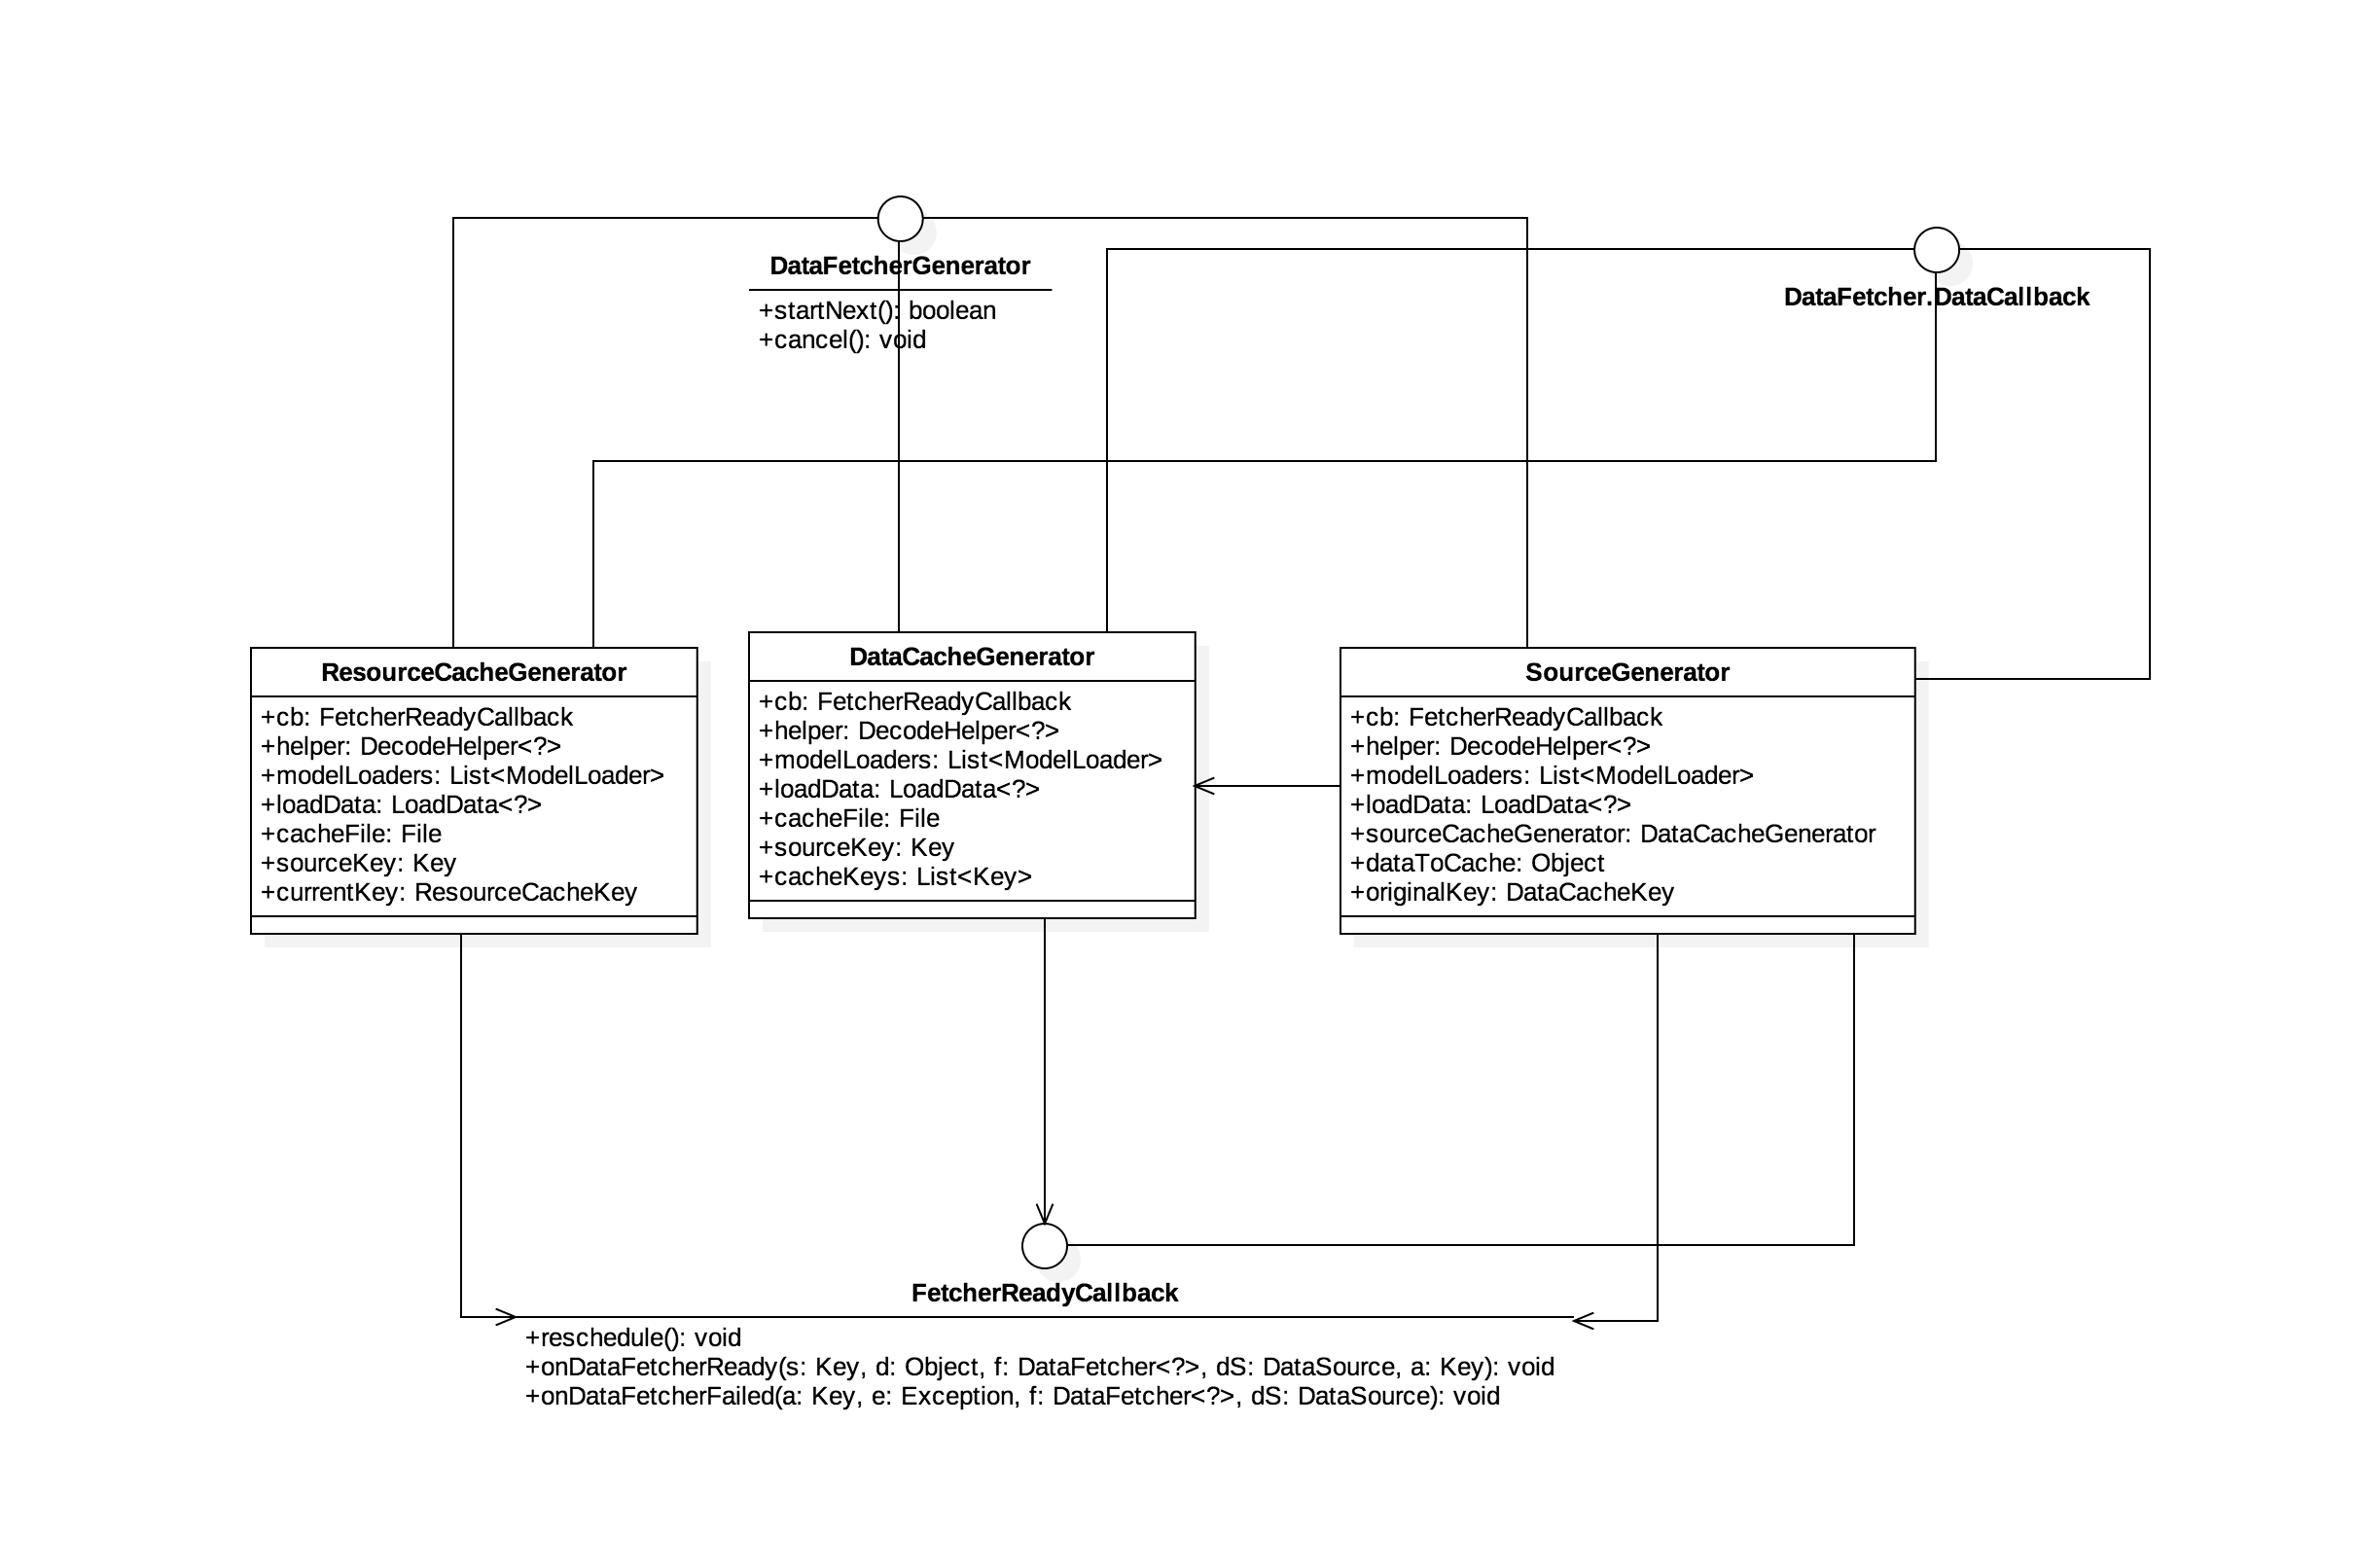 DataFetcherGenerator
+startNext(): boolean
+cancel(): void
DataFetcher.DataCallback
ResourceCacheGenerator
+cb: FetcherReadyCallback
+helper: DecodeHelper<?>
+modelLoaders: List<ModelLoader>
+loadData: LoadData<?>
+cacheFile: File
+sourceKey: Key
+currentKey: ResourceCacheKey
DataCacheGenerator
+cb: FetcherReadyCallback
+helper: DecodeHelper<?>
+modelLoaders: List<ModelLoader>
+loadData: LoadData<?>
+cacheFile: File
+sourceKey: Key
+cacheKeys: List<Key>
SourceGenerator
+cb: FetcherReadyCallback
+helper: DecodeHelper<?>
+modelLoaders: List<ModelLoader>
+loadData: LoadData<?>
+sourceCacheGenerator: DataCacheGenerator
+dataToCache: Object
+originalKey: DataCacheKey
FetcherReadyCallback
+reschedule(): void
+onDataFetcherReady(s: Key, d: Object, f: DataFetcher<?>, dS: DataSource, a: Key): void
+onDataFetcherFailed(a: Key, e: Exception, f: DataFetcher<?>, dS: DataSource): void